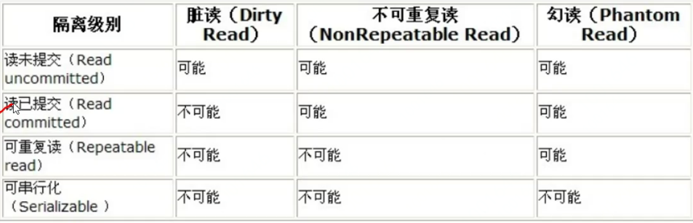 隔离级别 脏读（Dirty Read） 不可重复读（NonRepeatable Read） 幻读（Phantom Read）
读未提交（Read uncommitted） 可能 可能 可能
读已提交（Read committed） 不可能 可能 可能
可重复读（Repeatable read） 不可能 不可能 可能
可串行化（Serializable ） 不可能 不可能 不可能